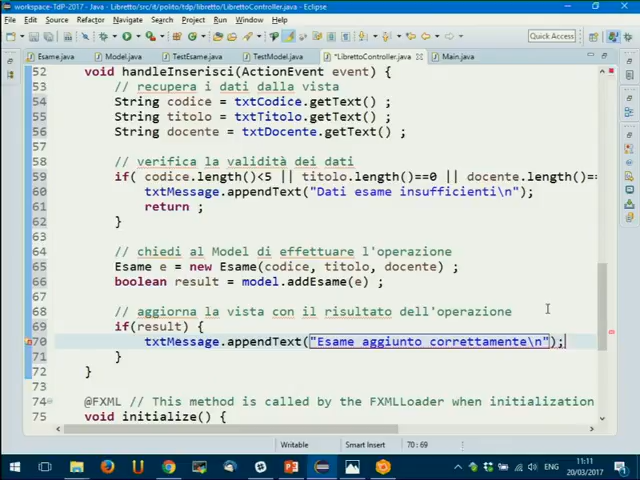 Java - Libretto/src/it/polito/tdp/libretto/LibrettoController.java - Eclipse
File Edit Source Refactor Navigate Search Project Run Window Help
Quick Access
Esame.java Model.java TestEsame.java TestModel.java *LibrettoController.java Main.java
52 void handleInserisci(ActionEvent event) {
53 // recupera i dati dalla vista
54 String codice = txtCodice.getText() ;
55 String titolo = txtTitolo.getText() ;
56 String docente = txtDocente.getText() ;
57
58 // verifica la validità dei dati
59 if( codice.length()<5 || titolo.length()==0 || docente.length()==
60 txtMessage.appendText("Dati esame insufficienti\n");
61 return ;
62 }
63
64 // chiedi al Model di effettuare l'operazione
65 Esame e = new Esame(codice, titolo, docente) ;
66 boolean result = model.addEsame(e) ;
67
68 // aggiorna la vista con il risultato dell'operazione
69 if(result) {
70 txtMessage.appendText("Esame aggiunto correttamente\n");
71 }
72 }
73
74 @FXML // This method is called by the FXMLLoader when initialization
75 void initialize() {
Writable Smart Insert 70 : 69
ENG 11:11
20/03/2017